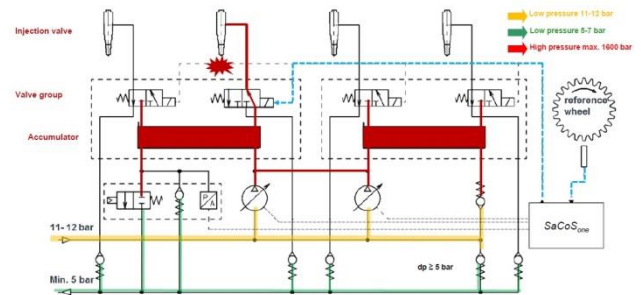 Low pressure 11-12 bar
Low pressure 5-7 bar
High pressure max. 1600 bar
Injection valve
Valve group
Accumulator
reference
wheel
P
A
SaCoSone
11- 12 bar
dp ≥ 5 bar
Min. 5 bar